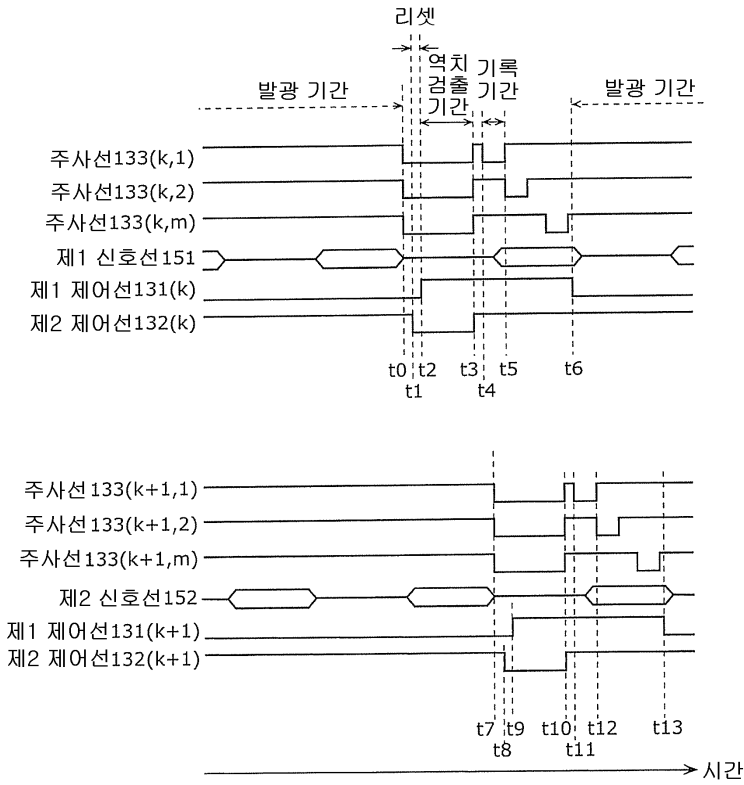 리셋
발광 기간
역치
검출
기간
기록
기간
발광 기간
주사선133(k,1)
주사선133(k,2)
주사선133(k,m)
제1 신호선151
제1 제어선131(k)
제2 제어선132(k)
t0 t2 t3 t5 t6
t1 t4
주사선133(k+1,1)
주사선133(k+1,2)
주사선133(k+1,m)
제2 신호선152
제1 제어선131(k+1)
제2 제어선132(k+1)
t7 t9 t10 t12 t13
t8 t11
시간